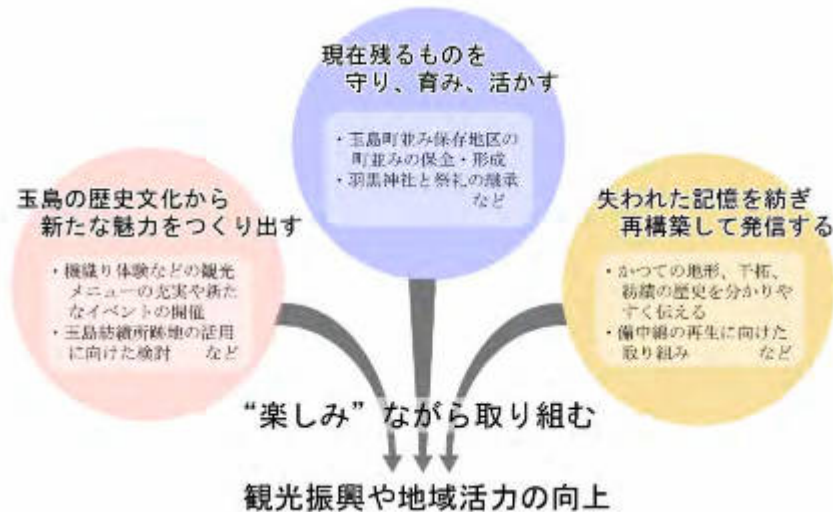 現在残るものを
守り、育み、活かす
・玉島町並み保存地区の
町並みの保全・形成
・羽黒神社と祭礼の継承
など
玉島の歴史文化から
新たな魅力をつくり出す
・機織り体験などの観光
メニューの充実や新た
なイベントの開催
・玉島紡績所跡地の活用
に向けた検討 など
失われた記憶を紡ぎ
再構築して発信する
・かつての地形、干拓、
紡績の歴史を分かりや
すく伝える
・備中綿の再生に向けた
取り組み など
“楽しみ”ながら取り組む
観光振興や地域活力の向上